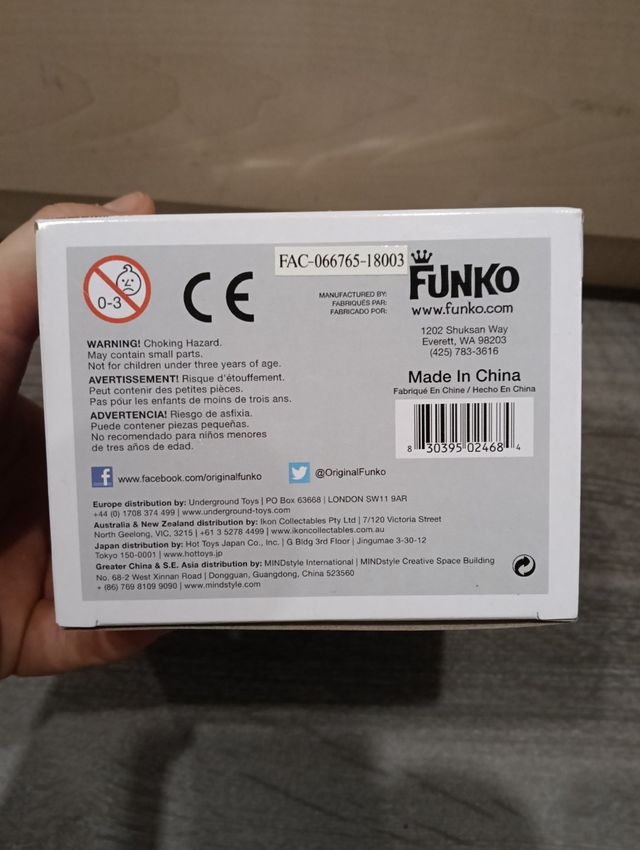 FAC-066765-18003
0-3
CE
MANUFACTURED BY:
FABRIQUÉS PAR:
FABRICADO POR:
FUNKO
www.funko.com
1202 Shuksan Way
Everett, WA 98203
(425) 783-3616
WARNING! Choking Hazard.
May contain small parts.
Not for children under three years of age.
AVERTISSEMENT! Risque d'étouffement.
Peut contenir des petites pièces.
Pas pour les enfants de moins de trois ans.
ADVERTENCIA! Riesgo de asfixia.
Puede contener piezas pequeñas.
No recomendado para niños menores
de tres años de edad.
Made In China
Fabriqué En Chine / Hecho En China
8 30395 02468 4
f www.facebook.com/originalfunko
@OriginalFunko
Europe distribution by: Underground Toys | PO Box 63668 | LONDON SW11 9AR
+44 (0) 1708 374 499 | www.underground-toys.com
Australia & New Zealand distribution by: Ikon Collectables Pty Ltd | 7/120 Victoria Street
North Geelong, VIC, 3215 | +61 3 5278 4499 | www.ikoncollectables.com.au
Japan distribution by: Hot Toys Japan Co., Inc. | G Bldg 3rd Floor | Jingumae 3-30-12
Tokyo 150-0001 | www.hottoys.jp
Greater China & S.E. Asia distribution by: MINDstyle International | MINDstyle Creative Space Building
No. 68-2 West Xinnan Road | Dongguan, Guangdong, China 523560
+ (86) 769 8109 9090 | www.mindstyle.com